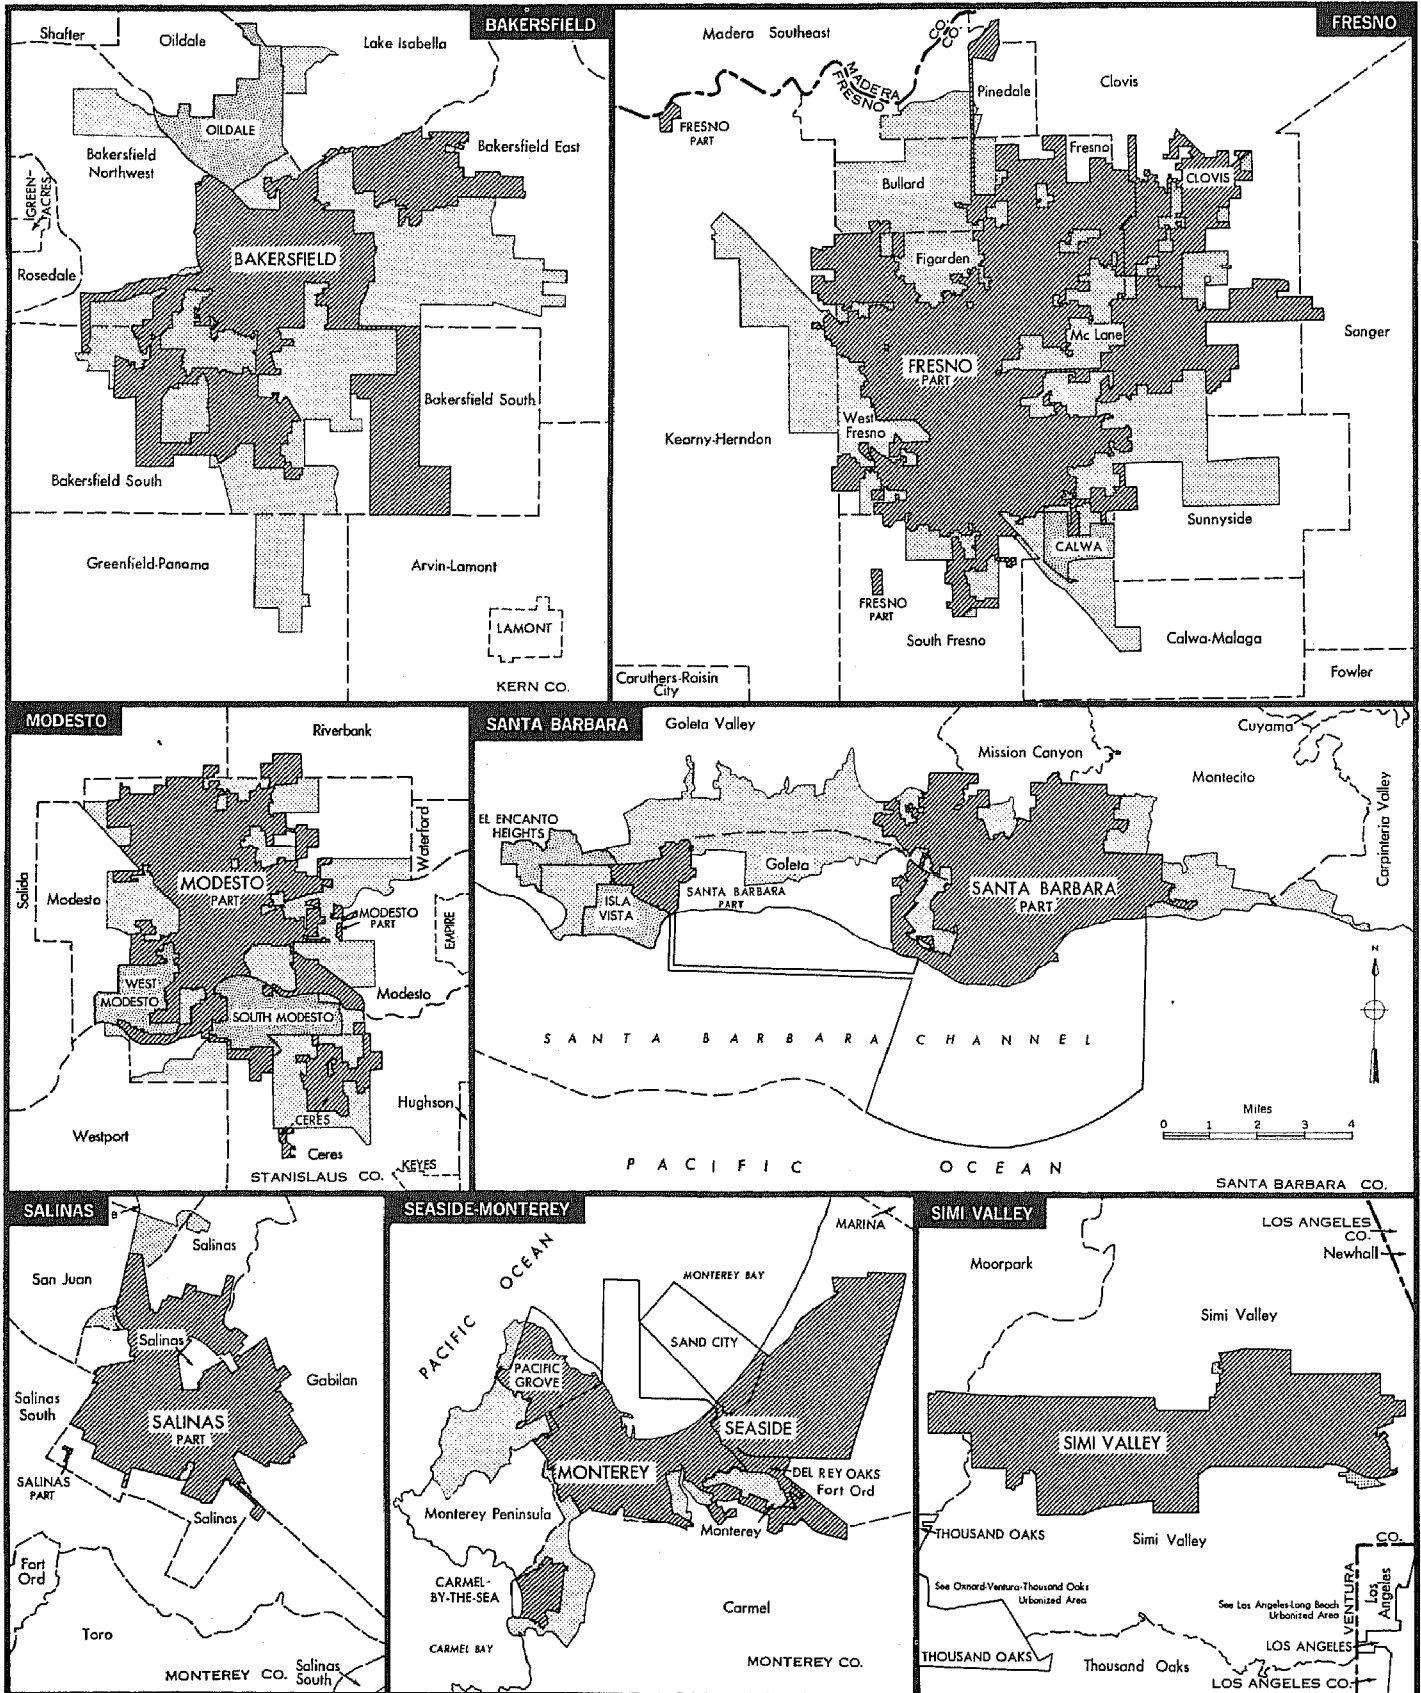 BAKERSFIELD
Shafter
Oildale
Lake Isabella
OILDALE
Bakersfield
Northwest
Bakersfield East
GREEN-
ACRES
Rosedale
BAKERSFIELD
Bakersfield South
Bakersfield South
Greenfield-Panama
Arvin-Lamont
LAMONT
KERN CO.
FRESNO
Madera Southeast
CO.
CO.
MADERA
FRESNO
Pinedale
Clovis
FRESNO
PART
Fresno
CLOVIS
Bullard
Figarden
Mc Lane
Sanger
FRESNO
PART
West
Fresno
Kearny-Herndon
Sunnyside
CALWA
FRESNO
PART
South Fresno
Calwa-Malaga
Caruthers-Raisin
City
Fowler
MODESTO
Riverbank
Salida
Modesto
MODESTO
PART
Waterford
MODESTO
PART
EMPIRE
WEST
MODESTO
SOUTH MODESTO
Modesto
Hughson
CERES
Westport
Ceres
KEYES
STANISLAUS CO.
SANTA BARBARA
Goleta Valley
Mission Canyon
Cuyama
Montecito
Carpinteria Valley
EL ENCANTO
HEIGHTS
Goleta
ISLA
VISTA
SANTA BARBARA
PART
SANTA BARBARA
PART
N
SANTA BARBARA CHANNEL
Miles
0 1 2 3 4
PACIFIC OCEAN
SANTA BARBARA CO.
SALINAS
Salinas
San Juan
Salinas
Gabilan
Salinas
South
SALINAS
PART
SALINAS
PART
Salinas
Fort
Ord
Toro
Salinas
South
MONTEREY CO.
SEASIDE-MONTEREY
PACIFIC OCEAN
MARINA
MONTEREY BAY
SAND CITY
PACIFIC
GROVE
SEASIDE
MONTEREY
DEL REY OAKS
Fort Ord
Monterey Peninsula
Monterey
CARMEL-
BY-THE-SEA
Carmel
CARMEL BAY
MONTEREY CO.
SIMI VALLEY
LOS ANGELES
CO.
Newhall
Moorpark
Simi Valley
SIMI VALLEY
THOUSAND OAKS
Simi Valley
CO.
See Oxnard-Ventura-Thousand Oaks
Urbanized Area
See Los Angeles-Long Beach
Urbanized Area
VENTURA
Los
Angeles
LOS ANGELES
THOUSAND OAKS
Thousand Oaks
LOS ANGELES CO.